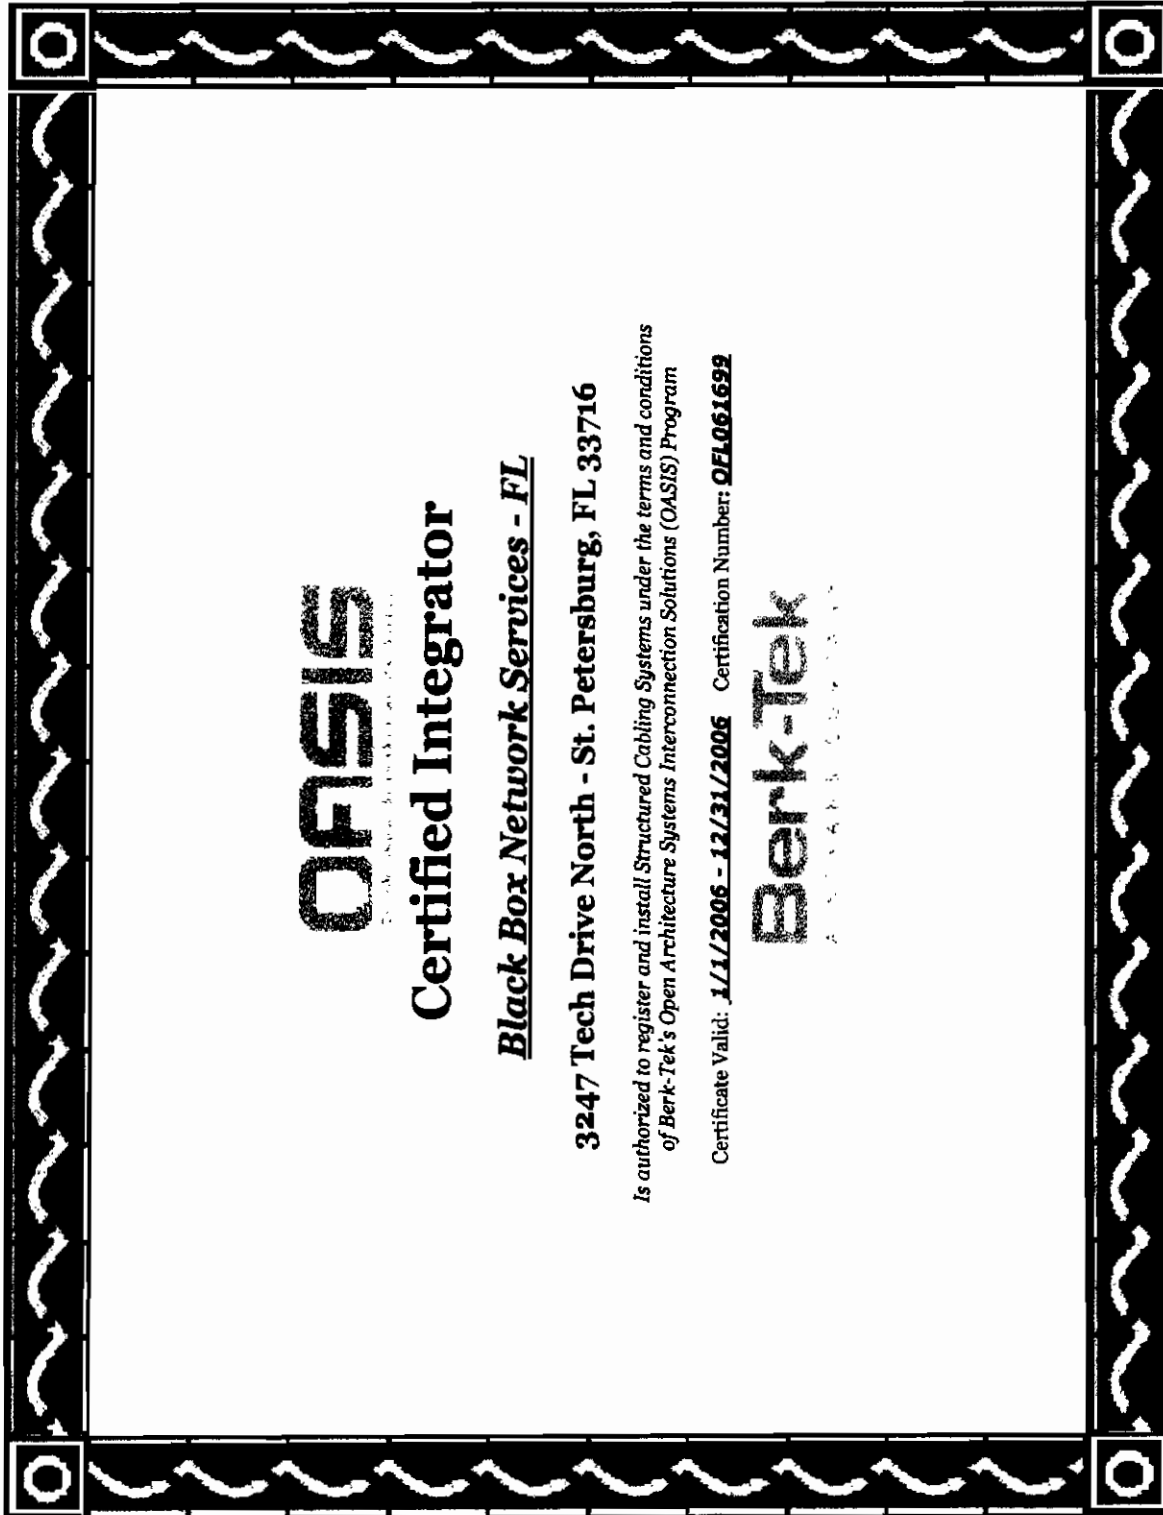 OASIS
Certified Integrator
Black Box Network Services - FL
3247 Tech Drive North - St. Petersburg, FL 33716
Is authorized to register and install Structured Cabling Systems under the terms and conditions
of Berk-Tek's Open Architecture Systems Interconnection Solutions (OASIS) Program
Certificate Valid: 1/1/2006 - 12/31/2006 Certification Number: OFL061699
Berk-Tek